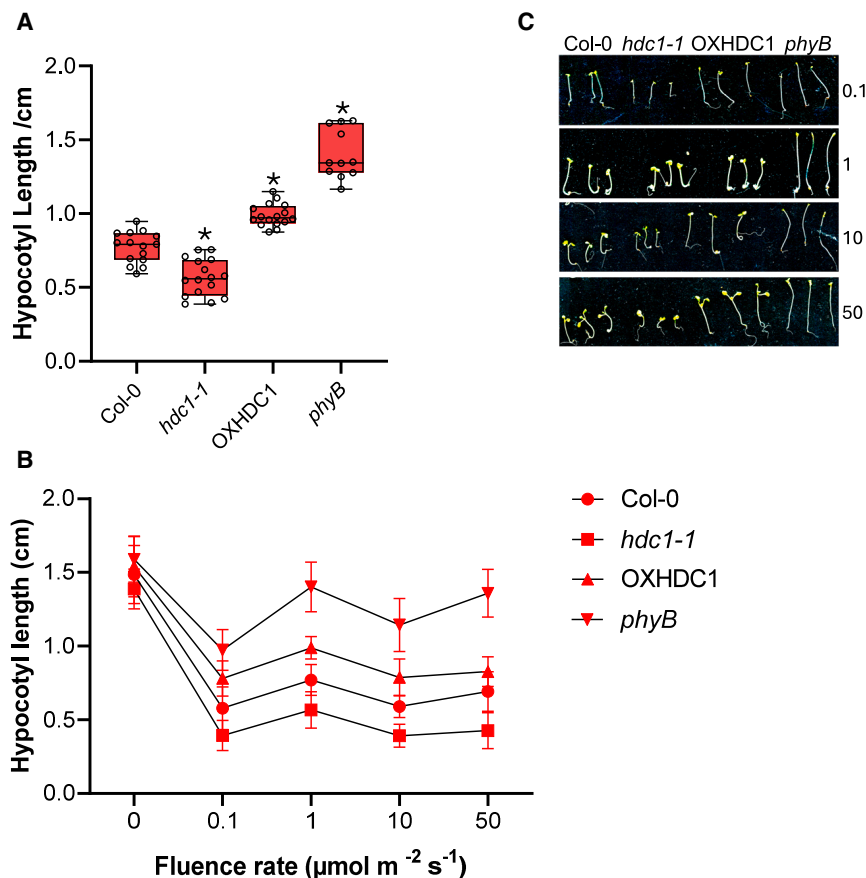 A
Hypocotyl Length /cm
2.0
1.5
1.0
0.5
0.0
*
*
*
Col-0
hdc1-1
OXHDC1
phyB
C
Col-0 hdc1-1 OXHDC1 phyB
0.1
1
10
50
B
Hypocotyl length (cm)
2.0
1.5
1.0
0.5
0.0
0 0.1 1 10 50
Fluence rate (µmol m ⁻² s⁻¹)
Col-0
hdc1-1
OXHDC1
phyB